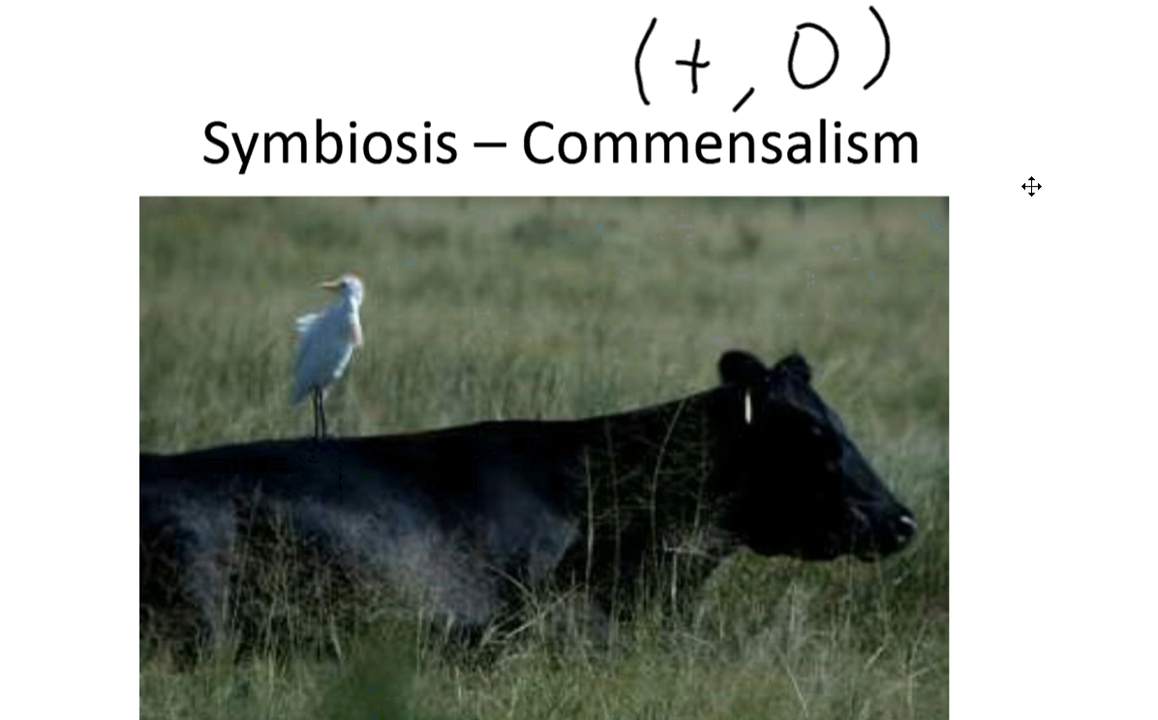 (+, 0)
Symbiosis – Commensalism